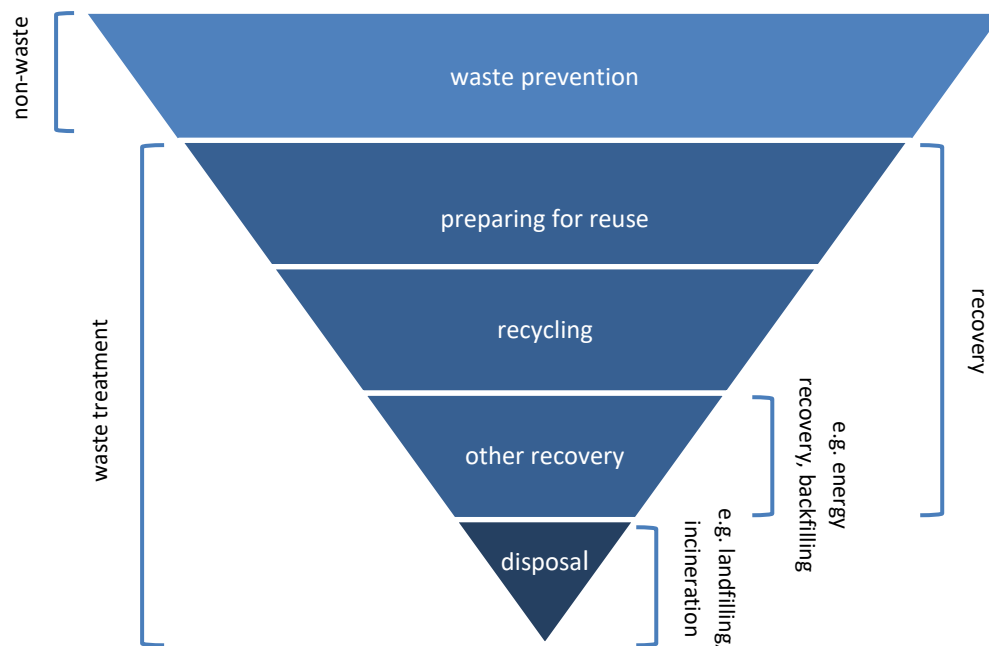 non-waste
waste prevention
preparing for reuse
recycling
other recovery
disposal
waste treatment
recovery
e.g. energy
recovery, backfilling
e.g. landfilling,
incineration